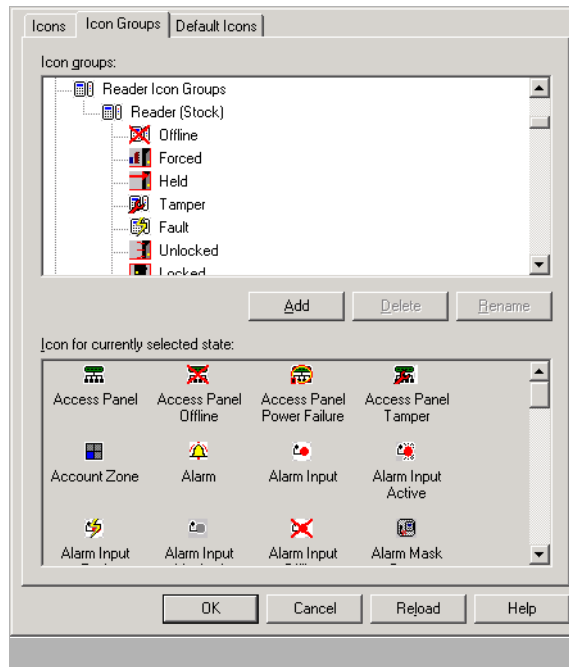 Icons Icon Groups Default Icons
Icon groups:
Reader Icon Groups
Reader (Stock)
Offline
Forced
Held
Tamper
Fault
Unlocked
Locked
Add Delete Rename
Icon for currently selected state:
Access Panel Access Panel Access Panel Access Panel
Offline Power Failure Tamper
Account Zone Alarm Alarm Input Alarm Input
Active
Alarm Input Alarm Input Alarm Input Alarm Mask
OK Cancel Reload Help